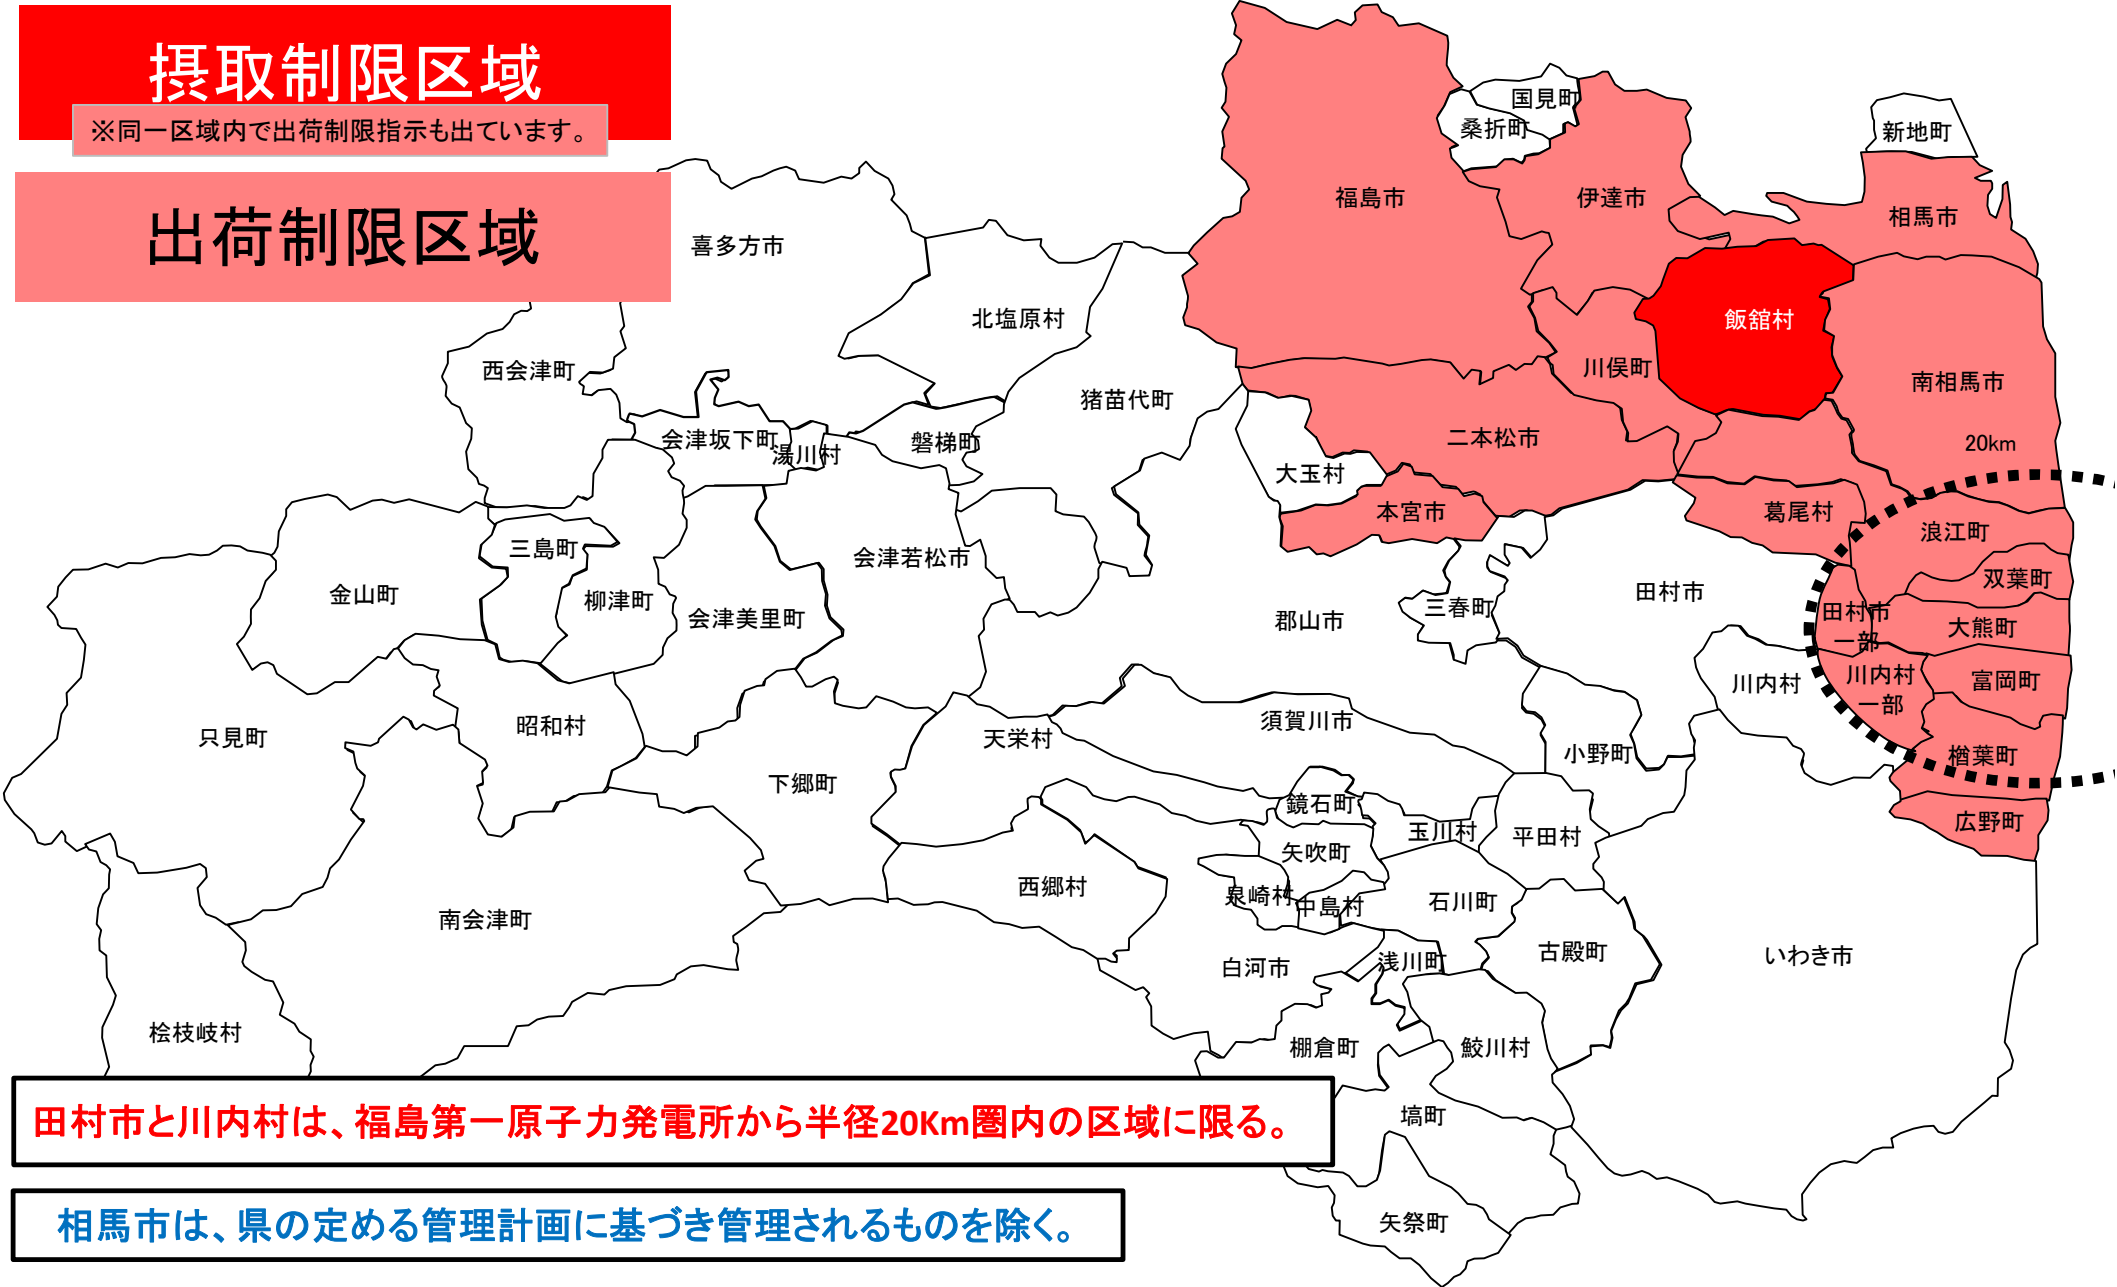 摂取制限区域
※同一区域内で出荷制限指示も出ています。
出荷制限区域
国見町
桑折町
新地町
福島市
伊達市
相馬市
喜多方市
北塩原村
飯舘村
西会津町
川俣町
南相馬市
猪苗代町
会津坂下町
湯川村
磐梯町
二本松市
20km
大玉村
本宮市
葛尾村
浪江町
三島町
会津若松市
双葉町
金山町
柳津町
会津美里町
郡山市
三春町
田村市
田村市
一部
大熊町
川内村
川内村
一部
富岡町
只見町
昭和村
天栄村
須賀川市
小野町
楢葉町
下郷町
鏡石町
玉川村
平田村
広野町
矢吹町
西郷村
泉崎村
中島村
石川町
南会津町
古殿町
いわき市
白河市
浅川町
桧枝岐村
棚倉町
鮫川村
塙町
田村市と川内村は、福島第一原子力発電所から半径20Km圏内の区域に限る。
相馬市は、県の定める管理計画に基づき管理されるものを除く。
矢祭町